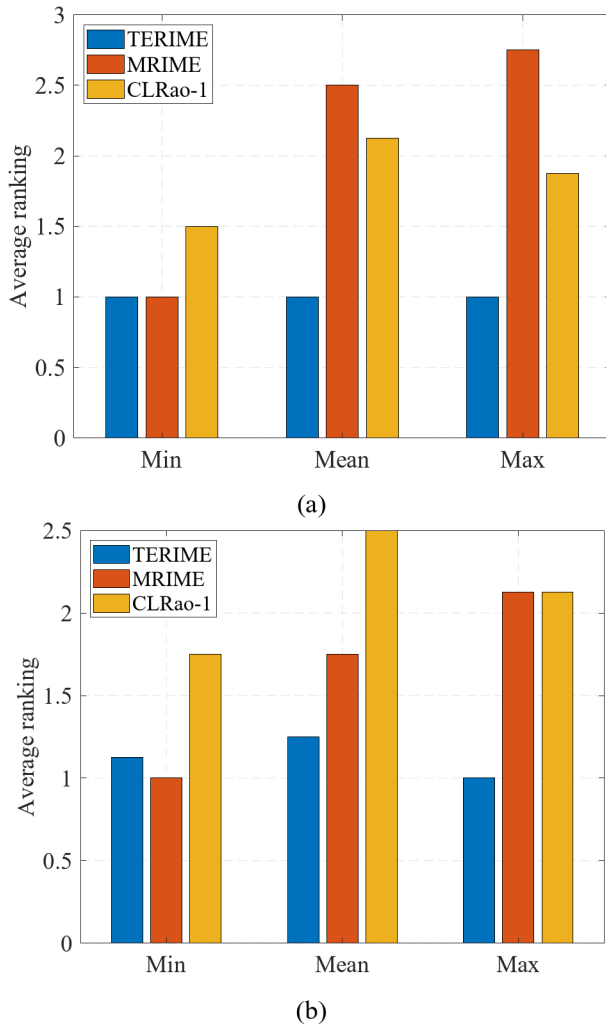 3
2.5
2
1.5
1
0.5
0
Average ranking
TERIME
MRIME
CLRao-1
Min Mean Max
(a)
2.5
2
1.5
1
0.5
0
Average ranking
TERIME
MRIME
CLRao-1
Min Mean Max
(b)